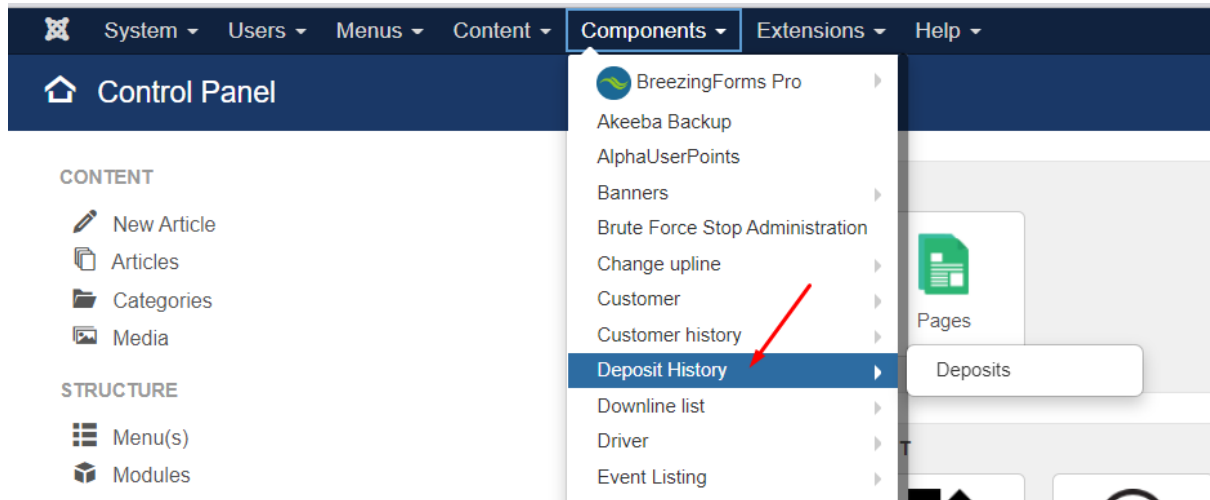 System Users Menus Content Components Extensions Help
Control Panel
BreezingForms Pro
Akeeba Backup
AlphaUserPoints
Banners
Brute Force Stop Administration
Change upline
Customer
Customer history
Deposit History
Downline list
Driver
Event Listing
Deposits
CONTENT
New Article
Articles
Categories
Media
STRUCTURE
Menu(s)
Modules
Pages
T